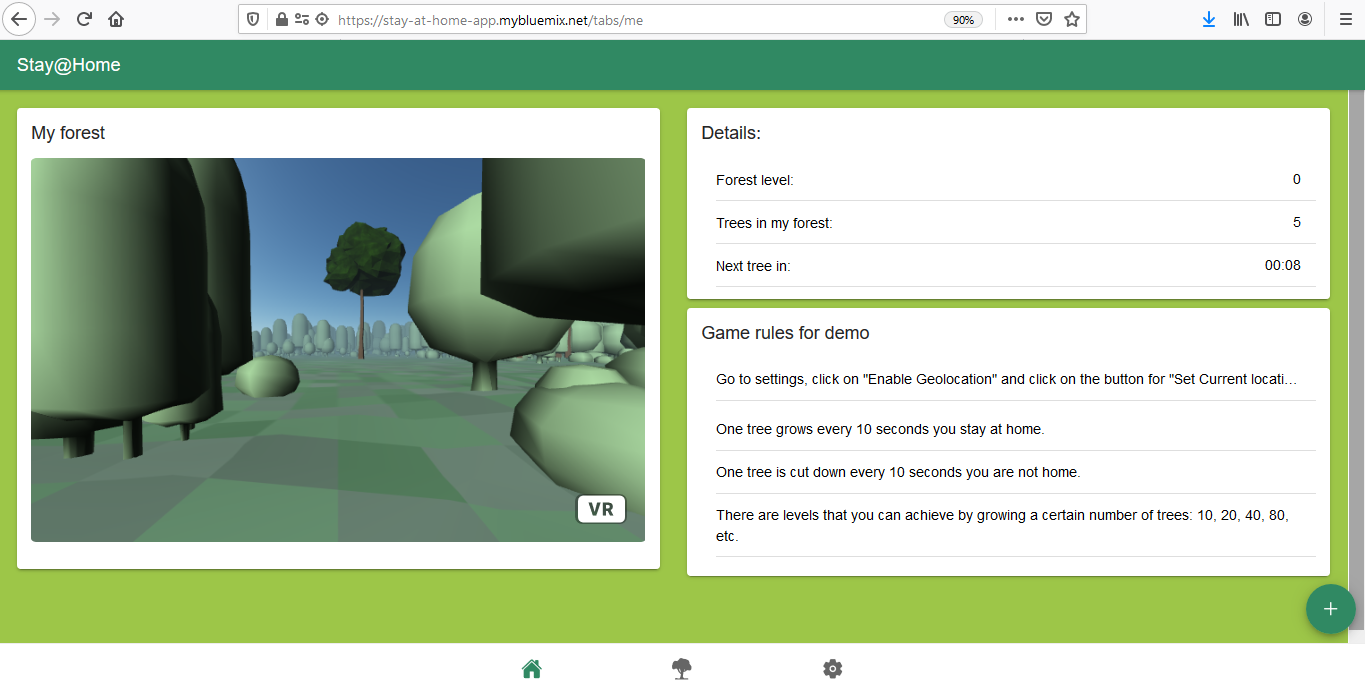 https://stay-at-home-app.mybluemix.net/tabs/me
90%
Stay@Home
My forest
VR
Details:
Forest level: 0
Trees in my forest: 5
Next tree in: 00:08
Game rules for demo
Go to settings, click on "Enable Geolocation" and click on the button for "Set Current locati…
One tree grows every 10 seconds you stay at home.
One tree is cut down every 10 seconds you are not home.
There are levels that you can achieve by growing a certain number of trees: 10, 20, 40, 80,
etc.